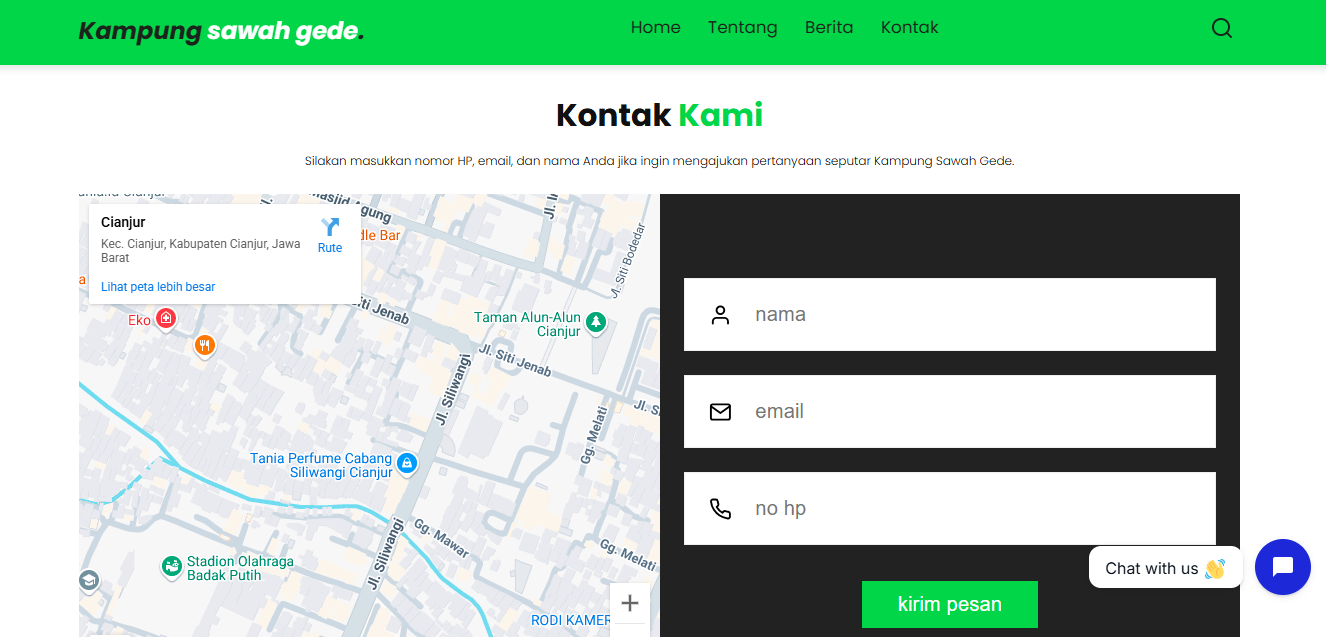 Kampung sawah gede.
Home Tentang Berita Kontak
Kontak Kami
Silakan masukkan nomor HP, email, dan nama Anda jika ingin mengajukan pertanyaan seputar Kampung Sawah Gede.
Cianjur
Kec. Cianjur, Kabupaten Cianjur, Jawa
Barat
Rute
Lihat peta lebih besar
Masjid Agung
dle Bar
Jl. Siti Bodedar
Eko
Siti Jenab
Taman Alun-Alun
Cianjur
Jl. Siti Jenab
Jl. Siliwangi
Jl. S
Gg. Melati
Tania Perfume Cabang
Siliwangi Cianjur
Gg. Mawar
Jl. Siliwangi
Gg. Melati
Stadion Olahraga
Badak Putih
RODI KAMER
nama
email
no hp
Chat with us 👋
kirim pesan